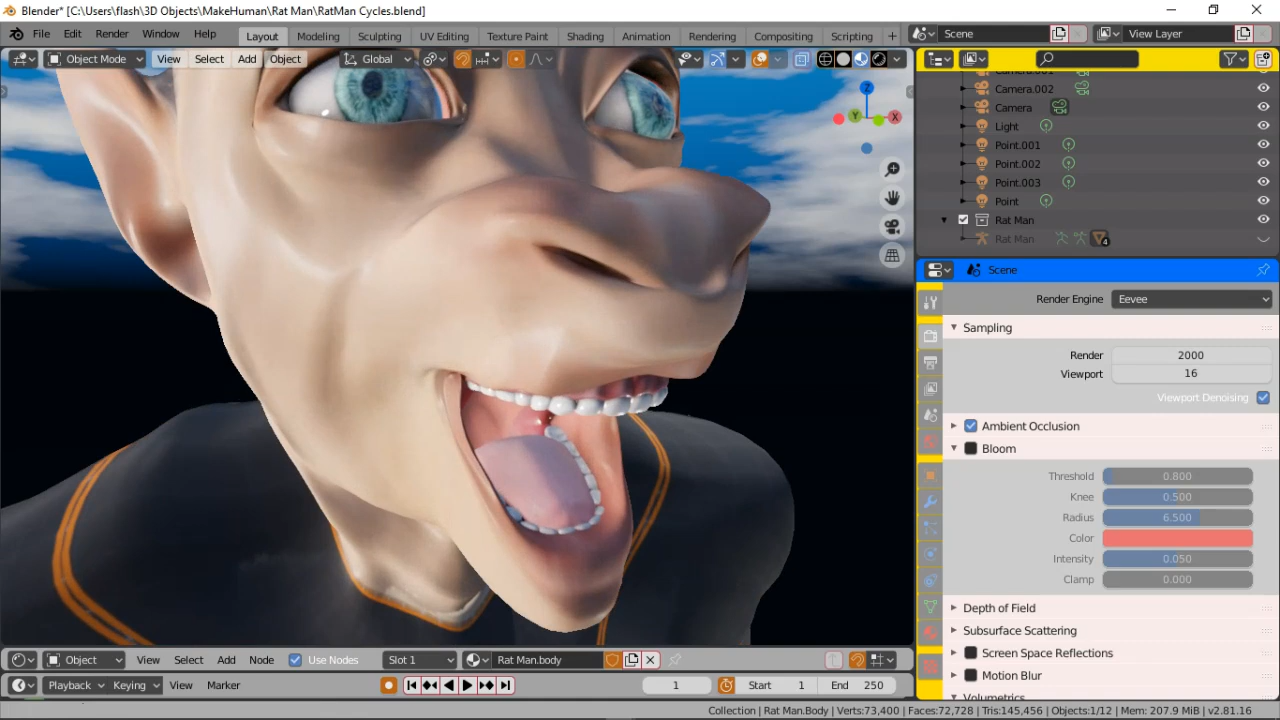 Blender* [C:\Users\flash\3D Objects\MakeHuman\Rat Man\RatMan Cycles.blend]
File Edit Render Window Help Layout Modeling Sculpting UV Editing Texture Paint Shading Animation Rendering Compositing Scripting + Scene View Layer
Object Mode View Select Add Object Global
Z
Y X
Camera.001
Camera.002
Camera
Light
Point.001
Point.002
Point.003
Point
Rat Man
Rat Man 4
Scene
Render Engine Eevee
Sampling
Render 2000
Viewport 16
Viewport Denoising
Ambient Occlusion
Bloom
Threshold 0.800
Knee 0.500
Radius 6.500
Color
Intensity 0.050
Clamp 0.000
Depth of Field
Subsurface Scattering
Screen Space Reflections
Motion Blur
Volumetrics
Object View Select Add Node Use Nodes Slot 1 Rat Man.body
Playback Keying View Marker 1 Start 1 End 250
Collection | Rat Man.Body | Verts:73,400 | Faces:72,728 | Tris:145,456 | Objects:1/12 | Mem: 207.9 MiB | v2.81.16